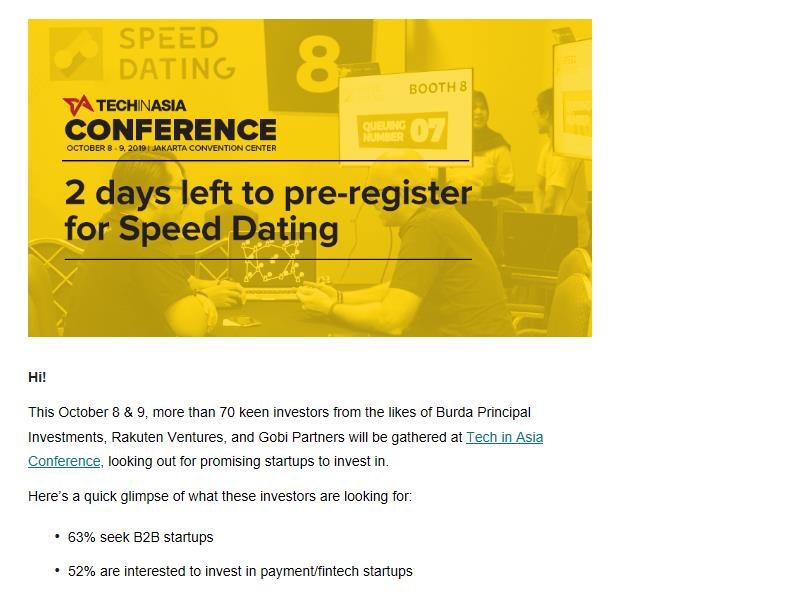 SPEED
DATING
8
BOOTH 8
QUEUING
NUMBER 07
TECHINASIA
CONFERENCE
OCTOBER 8 - 9, 2019 | JAKARTA CONVENTION CENTER
2 days left to pre-register
for Speed Dating
Hi!
This October 8 & 9, more than 70 keen investors from the likes of Burda Principal
Investments, Rakuten Ventures, and Gobi Partners will be gathered at Tech in Asia
Conference, looking out for promising startups to invest in.
Here’s a quick glimpse of what these investors are looking for:
• 63% seek B2B startups
• 52% are interested to invest in payment/fintech startups